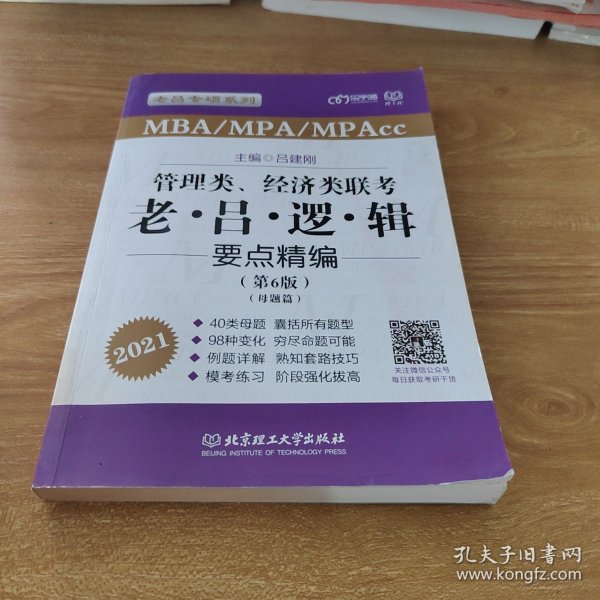 老吕专项系列
乐学喵
理工社
MBA/MPA/MPAcc
主编◎吕建刚
管理类、经济类联考
老·吕·逻·辑
要点精编
（第6版）
（母题篇）
2021
◆ 40类母题 囊括所有题型
◆ 98种变化 穷尽命题可能
◆ 例题详解 熟知套路技巧
◆ 模考练习 阶段强化拔高
关注微信公众号
每日获取考研干货
北京理工大学出版社
BEIJING INSTITUTE OF TECHNOLOGY PRESS
孔夫子旧书网
www.kongfz.com